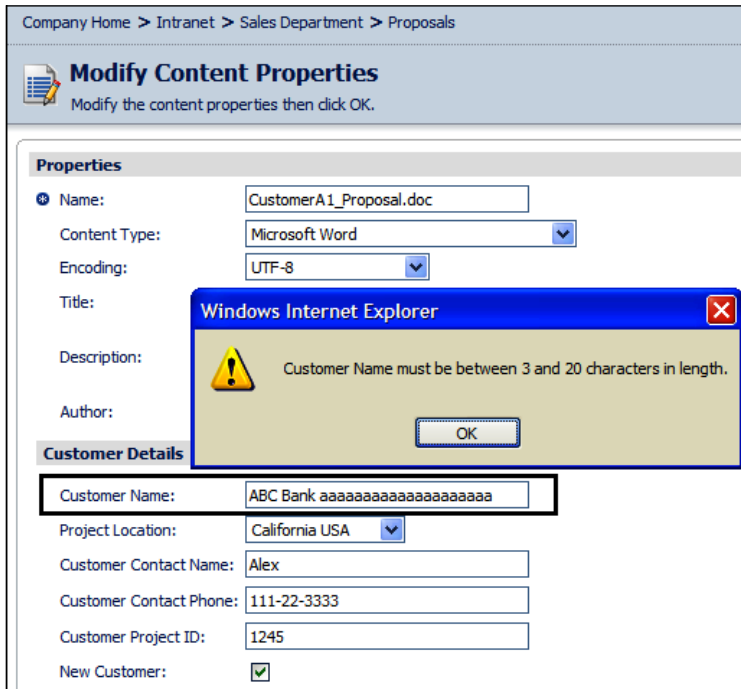 Company Home > Intranet > Sales Department > Proposals
Modify Content Properties
Modify the content properties then click OK.
Properties
Name: CustomerA1_Proposal.doc
Content Type: Microsoft Word
Encoding: UTF-8
Title:
Windows Internet Explorer
Description:
Customer Name must be between 3 and 20 characters in length.
Author:
OK
Customer Details
Customer Name: ABC Bank aaaaaaaaaaaaaaaaaaaa
Project Location: California USA
Customer Contact Name: Alex
Customer Contact Phone: 111-22-3333
Customer Project ID: 1245
New Customer: